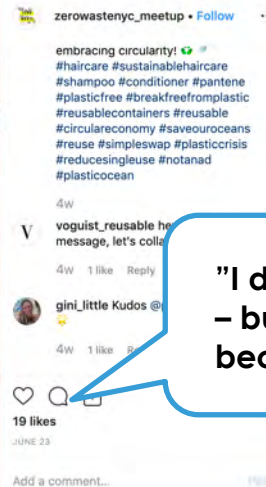 zerowastenyc_meetup • Follow
embracing circularity!
#haircare #sustainablehaircare
#shampoo #conditioner #pantene
#plasticfree #breakfreefromplastic
#reusablecontainers #reusable
#circulareconomy #saveouroceans
#reuse #simpleswap #plasticcrisis
#reducesingleuse #notanad
#plasticocean
4w
V
voguist_reusable
message, let's
4w 1 like Reply
gini_little Kudos
4w 1 like
19 likes
JUNE 23
Add a comment...
"I
– bu
bec